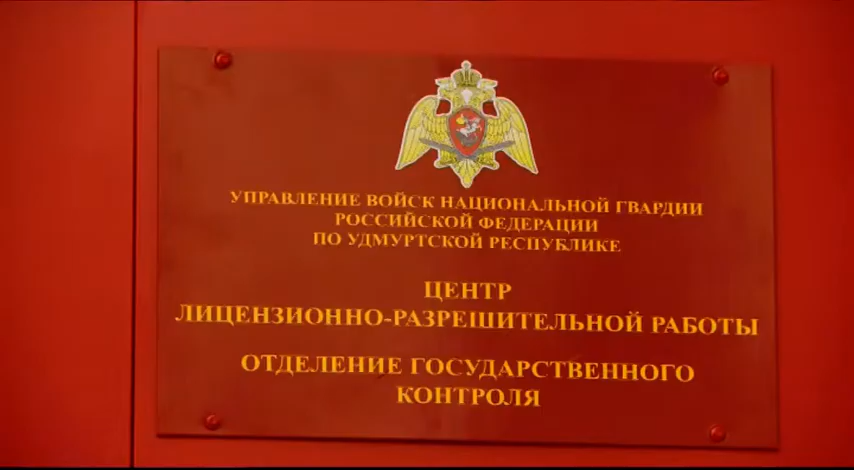 УПРАВЛЕНИЕ ВОЙСК НАЦИОНАЛЬНОЙ ГВАРДИИ
РОССИЙСКОЙ ФЕДЕРАЦИИ
ПО УДМУРТСКОЙ РЕСПУБЛИКЕ
ЦЕНТР
ЛИЦЕНЗИОННО-РАЗРЕШИТЕЛЬНОЙ РАБОТЫ
ОТДЕЛЕНИЕ ГОСУДАРСТВЕННОГО
КОНТРОЛЯ